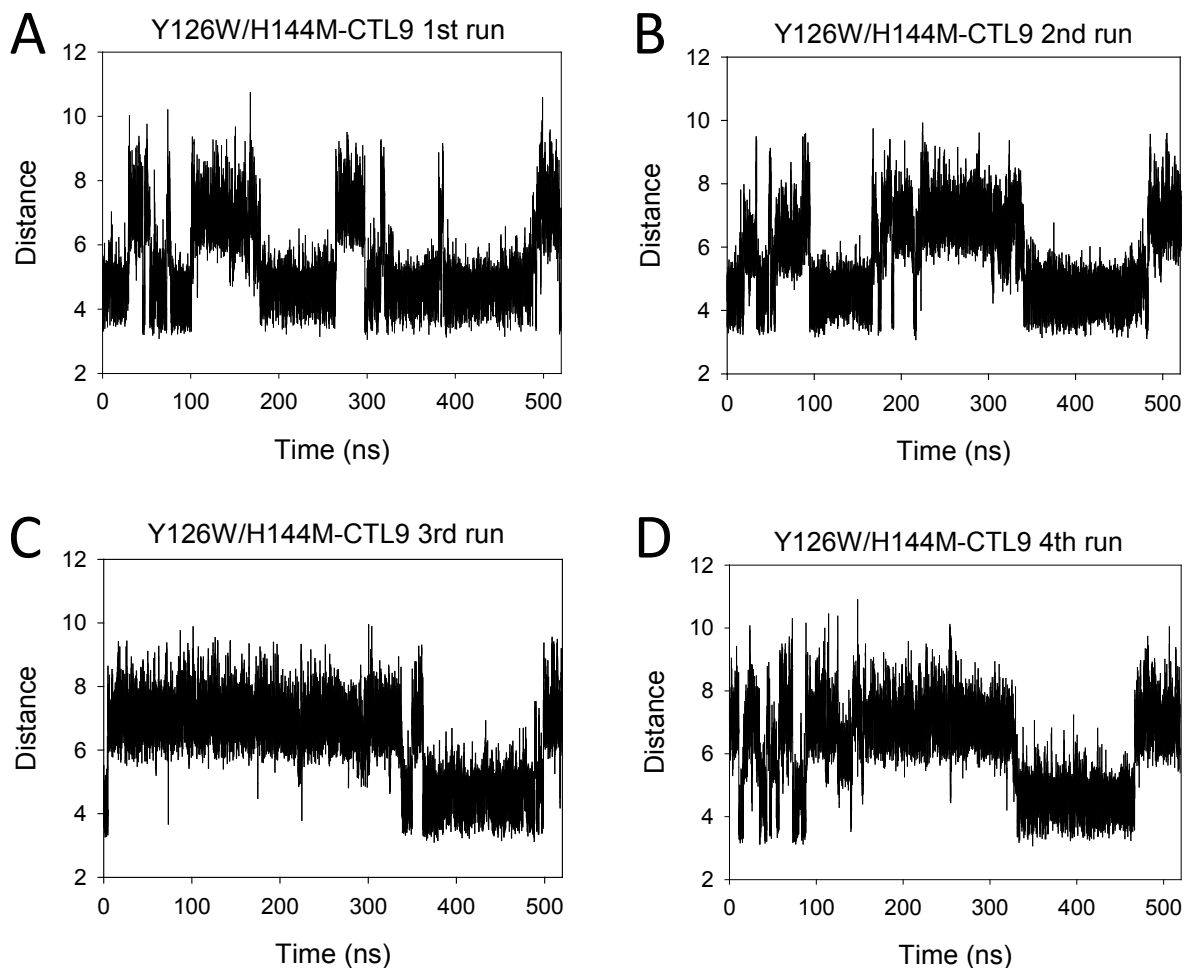 A
Y126W/H144M-CTL9 1st run
12
10
8
6
4
2
Distance
0 100 200 300 400 500
Time (ns)
B
Y126W/H144M-CTL9 2nd run
12
10
8
6
4
2
Distance
0 100 200 300 400 500
Time (ns)
C
Y126W/H144M-CTL9 3rd run
12
10
8
6
4
2
Distance
0 100 200 300 400 500
Time (ns)
D
Y126W/H144M-CTL9 4th run
12
10
8
6
4
2
Distance
0 100 200 300 400 500
Time (ns)